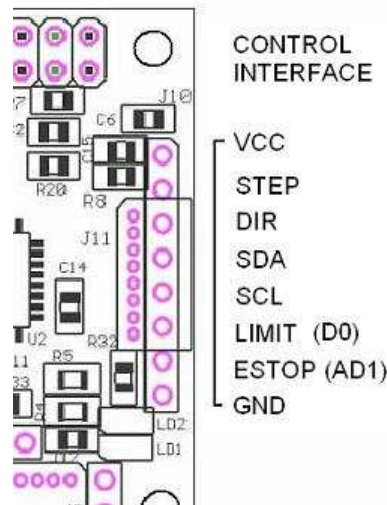 CONTROL
INTERFACE
J10
C6
C15
R20
R8
VCC
STEP
DIR
J11
SDA
C14
SCL
U2
R32
LIMIT (D0)
R5
ESTOP (AD1)
GND
LD2
LD1